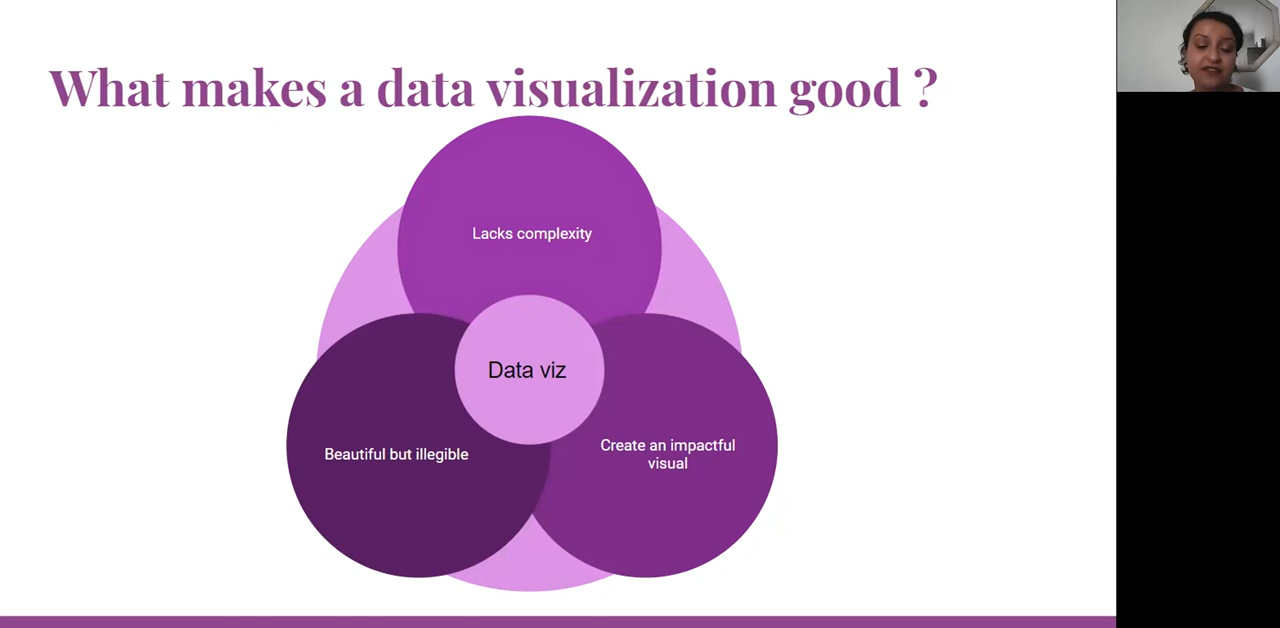 What makes a data visualization good ?
Lacks complexity
Data viz
Beautiful but illegible
Create an impactful
visual